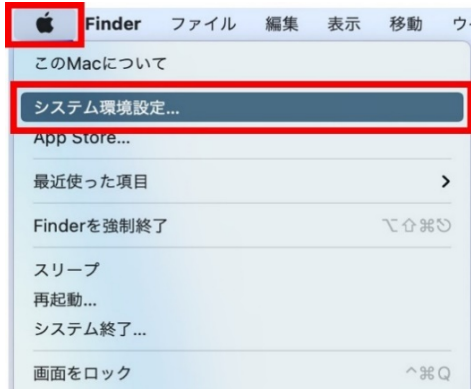 Finder ファイル 編集 表示 移動
このMacについて
システム環境設定...
App Store...
最近使った項目
Finderを強制終了 ⌥⇧⌘⎋
スリープ
再起動...
システム終了...
画面をロック ^⌘Q